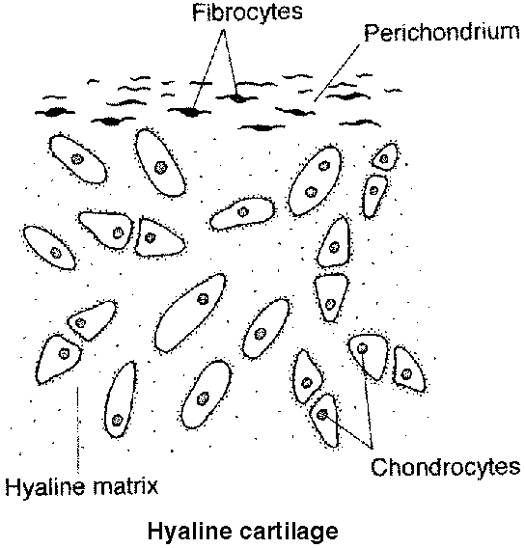 Fibrocytes
Perichondrium
Hyaline matrix
Chondrocytes
Hyaline cartilage